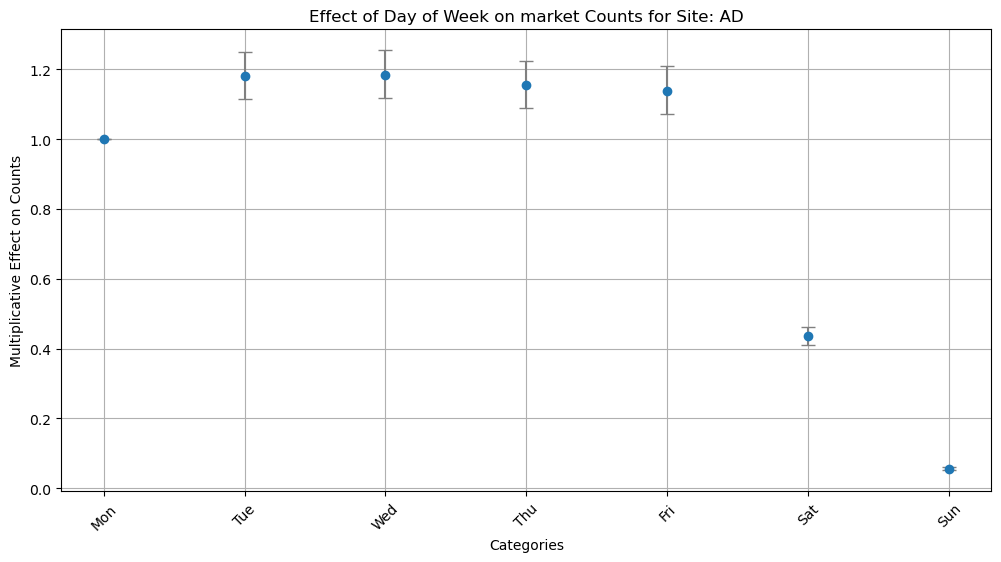 Effect of Day of Week on market Counts for Site: AD
Multiplicative Effect on Counts
1.2
1.0
0.8
0.6
0.4
0.2
0.0
Mon
Tue
Wed
Thu
Fri
Sat
Sun
Categories